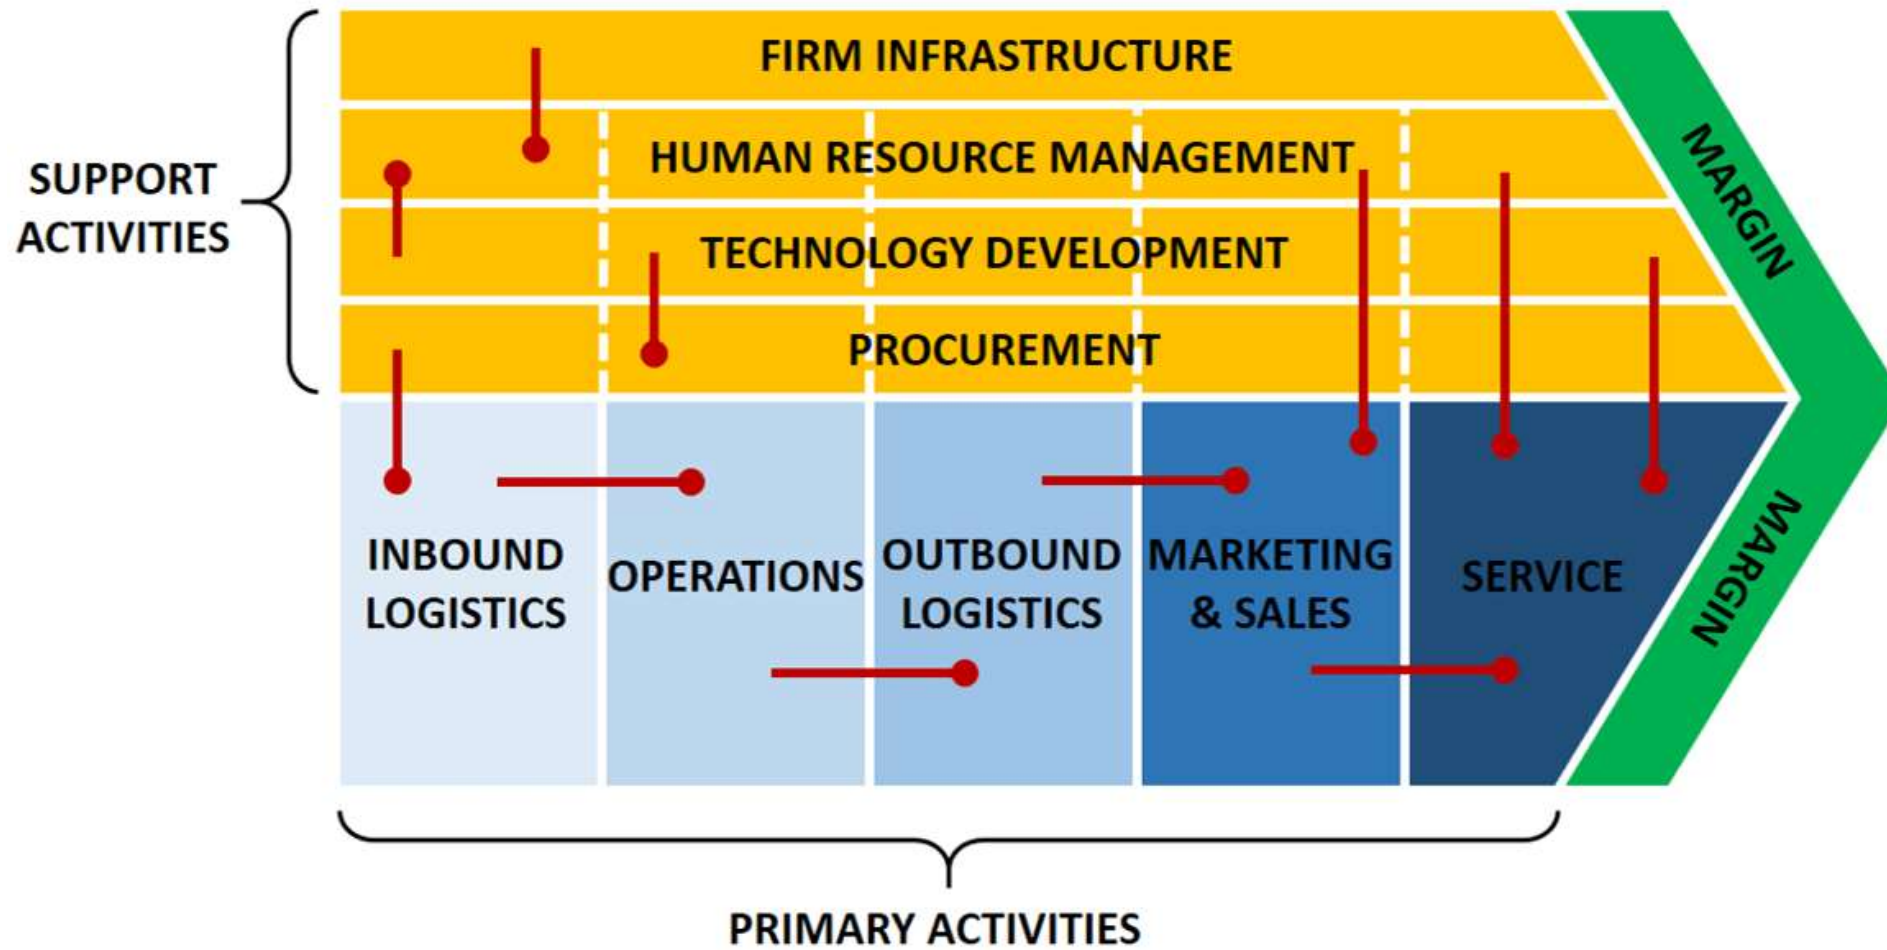 FIRM INFRASTRUCTURE
HUMAN RESOURCE MANAGEMENT
TECHNOLOGY DEVELOPMENT
PROCUREMENT
SUPPORT
ACTIVITIES
MARGIN
MARGIN
INBOUND
LOGISTICS
OPERATIONS
OUTBOUND
LOGISTICS
MARKETING
& SALES
SERVICE
PRIMARY ACTIVITIES